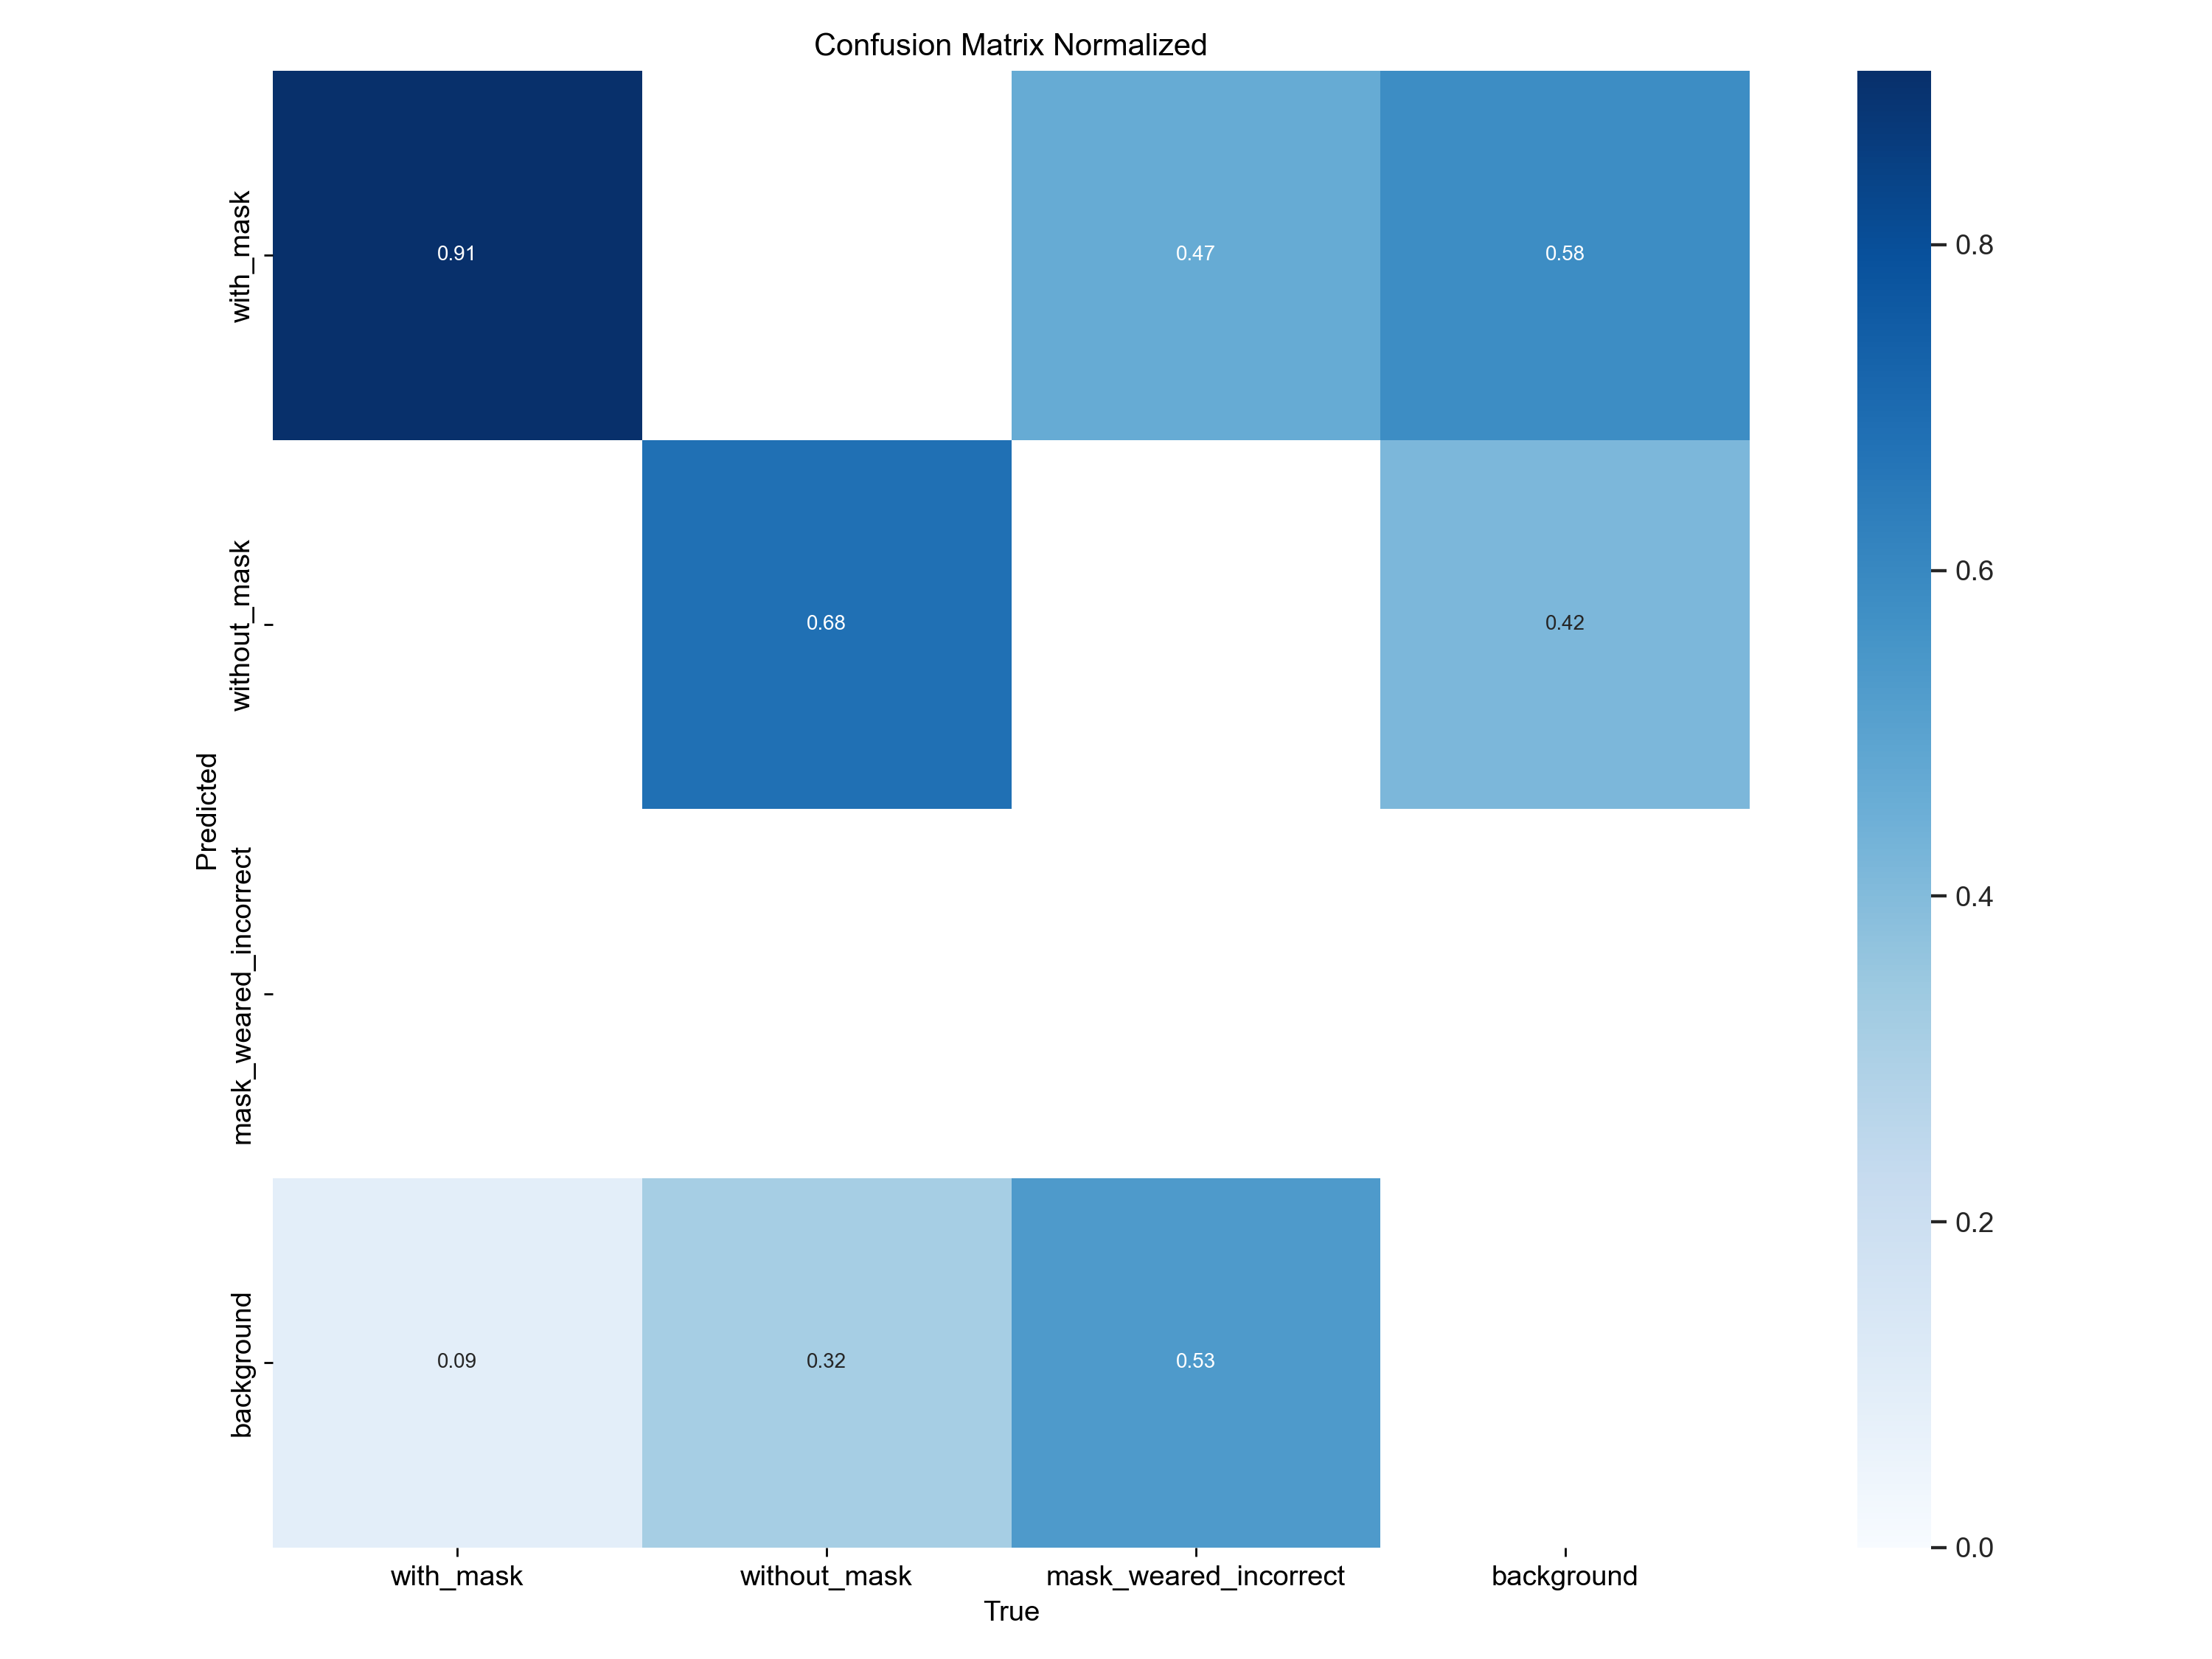 Confusion Matrix Normalized
with_mask
0.91
0.47
0.58
without_mask
0.68
0.42
mask_weared_incorrect
background
0.09
0.32
0.53
Predicted
with_mask
without_mask
mask_weared_incorrect
background
True
0.8
0.6
0.4
0.2
0.0